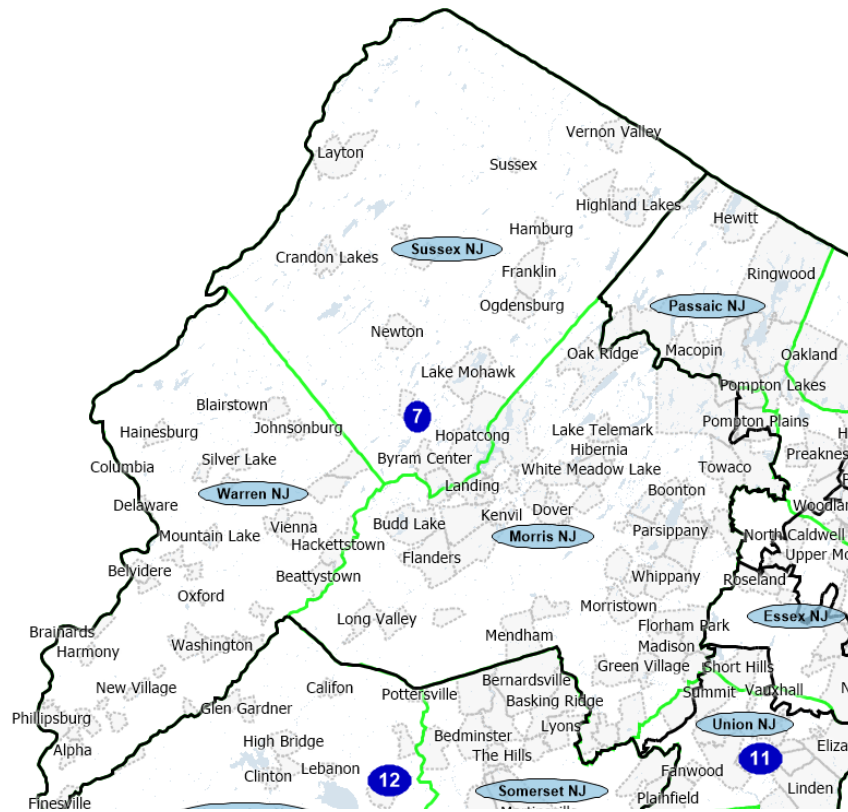 Vernon Valley
Layton
Sussex
Highland Lakes
Hewitt
Hamburg
Sussex NJ
Crandon Lakes
Franklin
Ringwood
Ogdensburg
Passaic NJ
Newton
Oak Ridge
Macopin
Oakland
Lake Mohawk
Pompton Lakes
Blairstown
7
Johnsonburg
Pompton Plains
Hainesburg
Hopatcong
Lake Telemark
Hibernia
Columbia
Silver Lake
Byram Center
White Meadow Lake
Towaco
Warren NJ
Landing
Boonton
Delaware
Kenvil
Dover
Vienna
Budd Lake
Mountain Lake
Morris NJ
Parsippany
North Caldwell
Hackettstown
Flanders
Belvidere
Beattystown
Whippany
Roseland
Oxford
Morristown
Essex NJ
Long Valley
Florham Park
Brainards
Mendham
Washington
Madison
Harmony
Green Village
Short Hills
Bernardsville
New Village
Califon
Pottersville
Basking Ridge
Summit
Vauxhall
Glen Gardner
Phillipsburg
Lyons
Union NJ
High Bridge
Bedminster
Alpha
The Hills
11
Lebanon
12
Fanwood
Clinton
Somerset NJ
Linden
Finesville
Plainfield